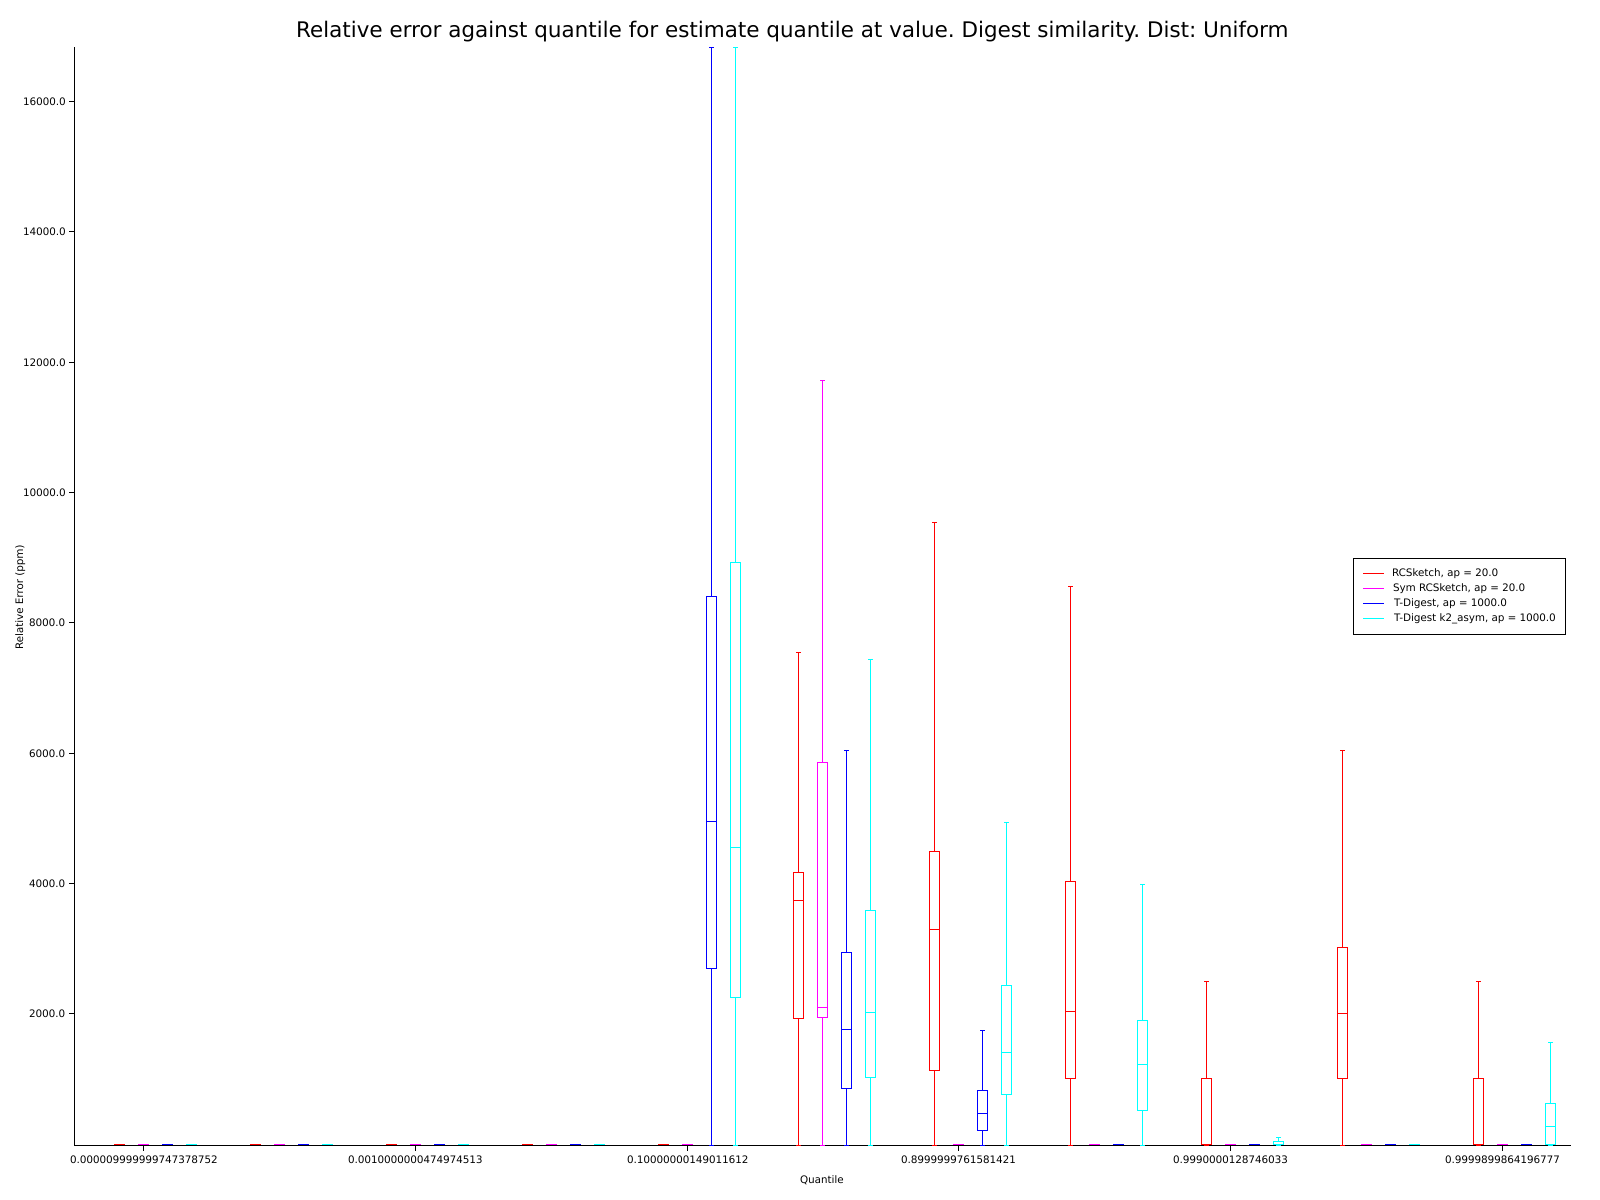 Relative error against quantile for estimate quantile at value. Digest similarity. Dist: Uniform
16000.0
14000.0
12000.0
10000.0
8000.0
6000.0
4000.0
2000.0
Relative Error (ppm)
RCSketch, ap = 20.0
Sym RCSketch, ap = 20.0
T-Digest, ap = 1000.0
T-Digest k2_asym, ap = 1000.0
0.000009999999747378752
0.001000000474974513
0.10000000149011612
0.8999999761581421
0.9990000128746033
0.9999899864196777
Quantile